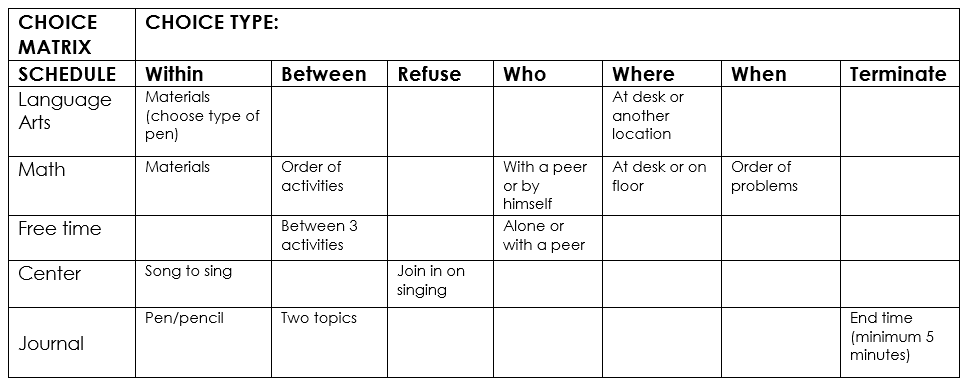 CHOICE MATRIX CHOICE TYPE:
SCHEDULE Within Between Refuse Who Where When Terminate
Language Arts
Materials
(choose type of
pen)
At desk or
another
location
Math
Materials
Order of
activities
With a peer
or by
himself
At desk or on
floor
Order of
problems
Free time
Between 3
activities
Alone or
with a peer
Center
Song to sing
Join in on
singing
Journal
Pen/pencil
Two topics
End time
(minimum 5
minutes)